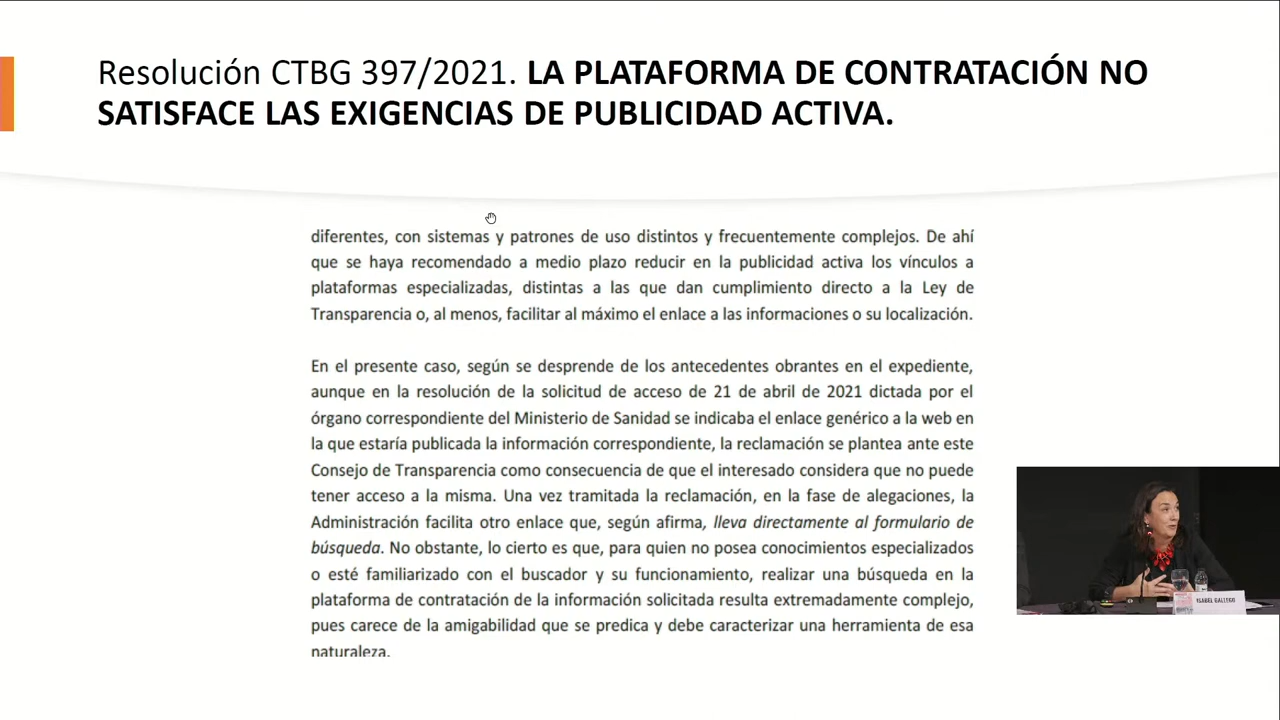 Resolución CTBG 397/2021. LA PLATAFORMA DE CONTRATACIÓN NO
SATISFACE LAS EXIGENCIAS DE PUBLICIDAD ACTIVA.
diferentes, con sistemas y patrones de uso distintos y frecuentemente complejos. De ahí
que se haya recomendado a medio plazo reducir en la publicidad activa los vínculos a
plataformas especializadas, distintas a las que dan cumplimiento directo a la Ley de
Transparencia o, al menos, facilitar al máximo el enlace a las informaciones o su localización.
En el presente caso, según se desprende de los antecedentes obrantes en el expediente,
aunque en la resolución de la solicitud de acceso de 21 de abril de 2021 dictada por el
órgano correspondiente del Ministerio de Sanidad se indicaba el enlace genérico a la web en
la que estaría publicada la información correspondiente, la reclamación se plantea ante este
Consejo de Transparencia como consecuencia de que el interesado considera que no puede
tener acceso a la misma. Una vez tramitada la reclamación, en la fase de alegaciones, la
Administración facilita otro enlace que, según afirma, lleva directamente al formulario de
búsqueda. No obstante, lo cierto es que, para quien no posea conocimientos especializados
o esté familiarizado con el buscador y su funcionamiento, realizar una búsqueda en la
plataforma de contratación de la información solicitada resulta extremadamente complejo,
pues carece de la amigabilidad que se predica y debe caracterizar una herramienta de esa
naturaleza.
ISABEL GALLEGO